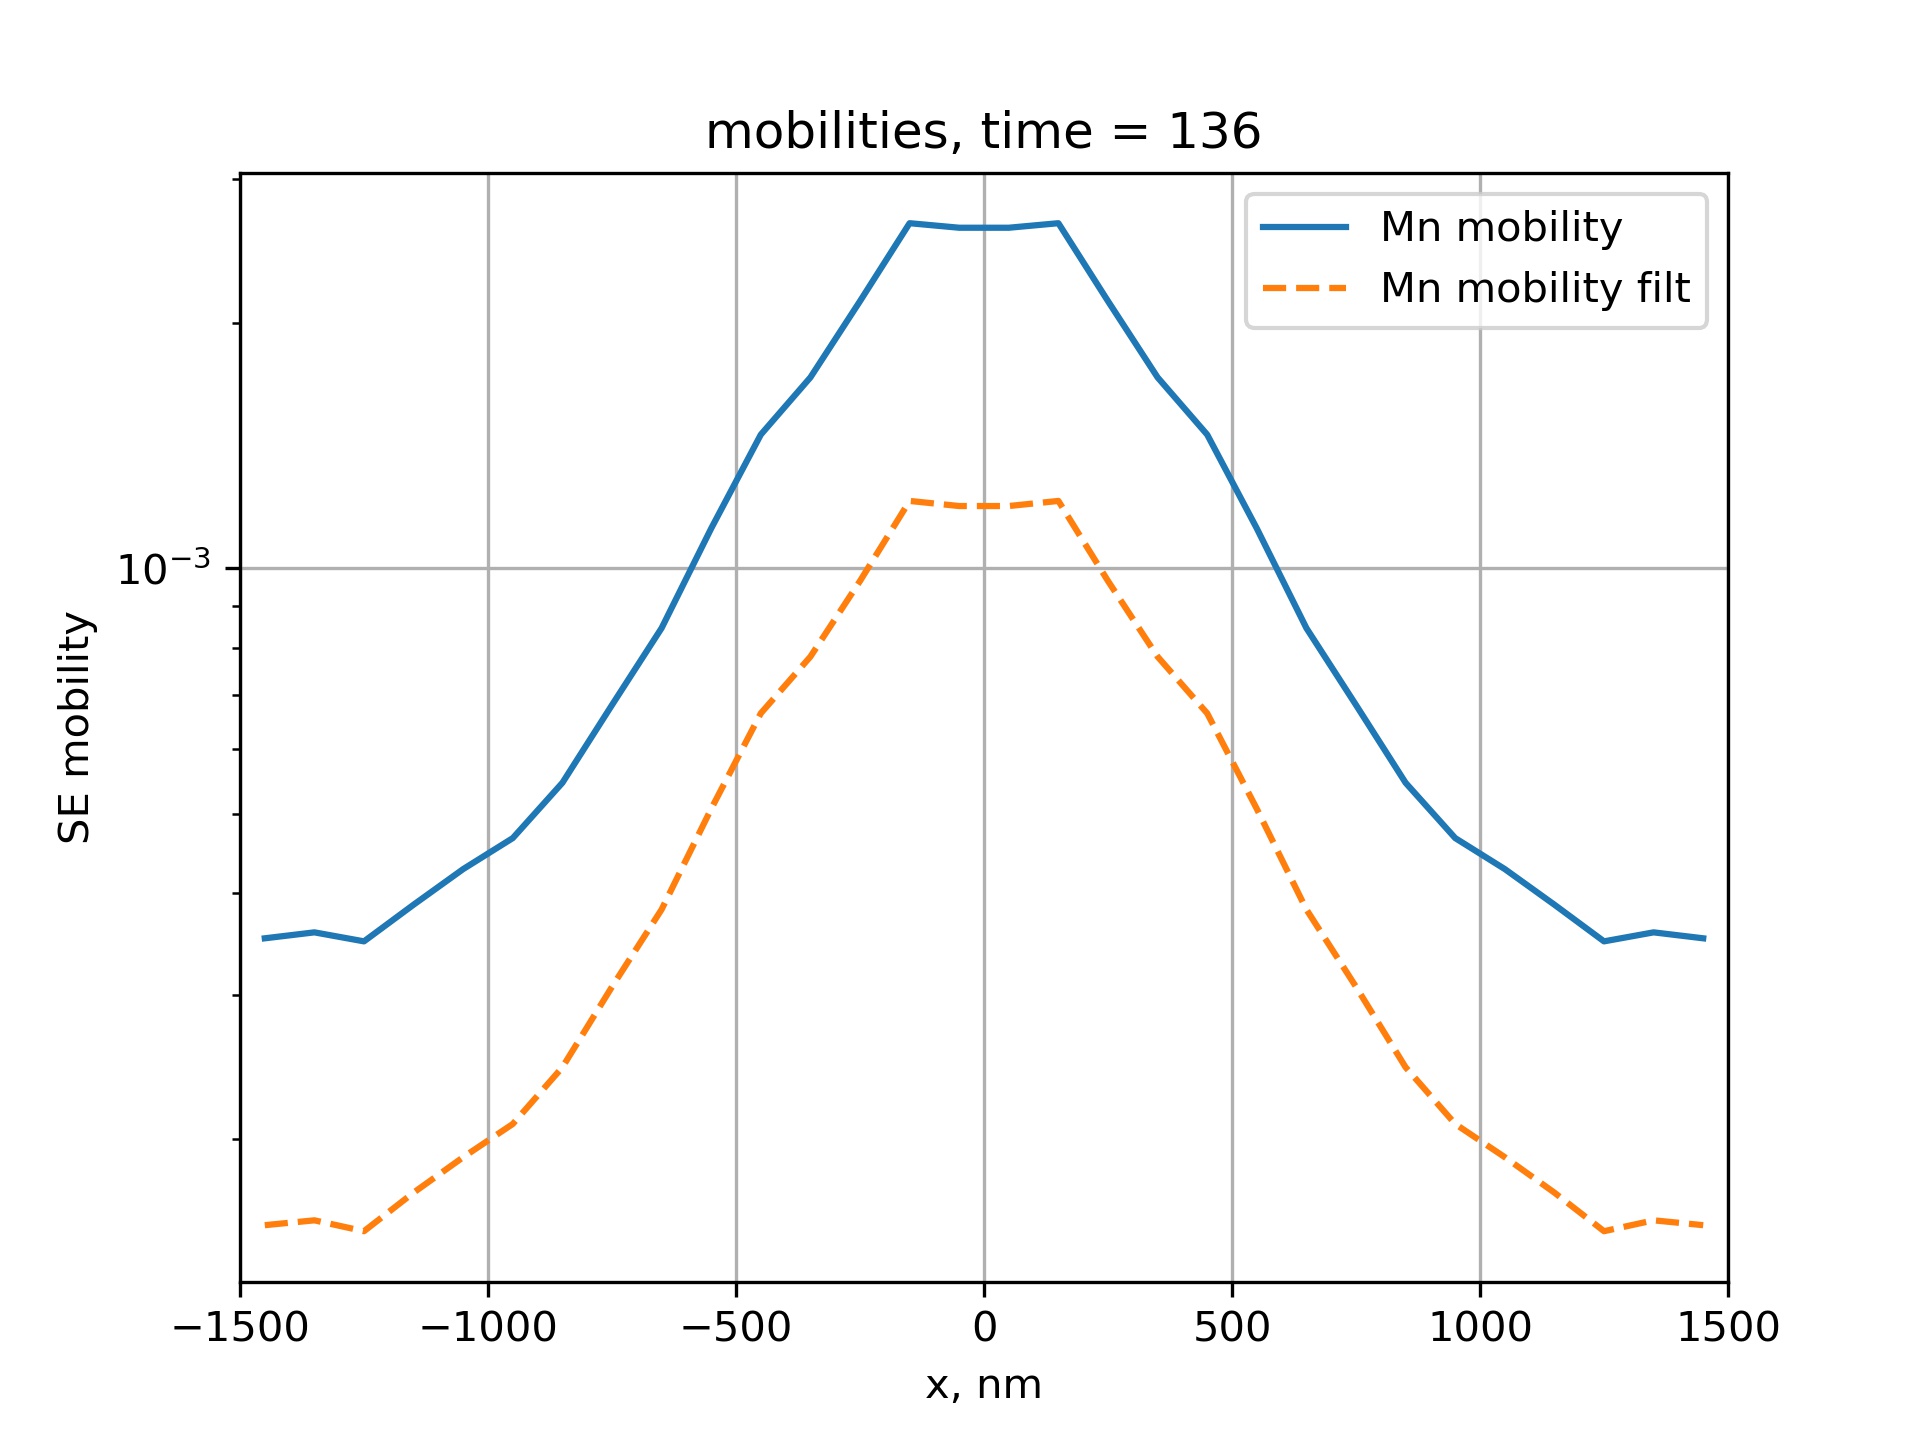 mobilities, time = 136
Mn mobility
Mn mobility filt
10⁻³
SE mobility
−1500 −1000 −500 0 500 1000 1500
x, nm